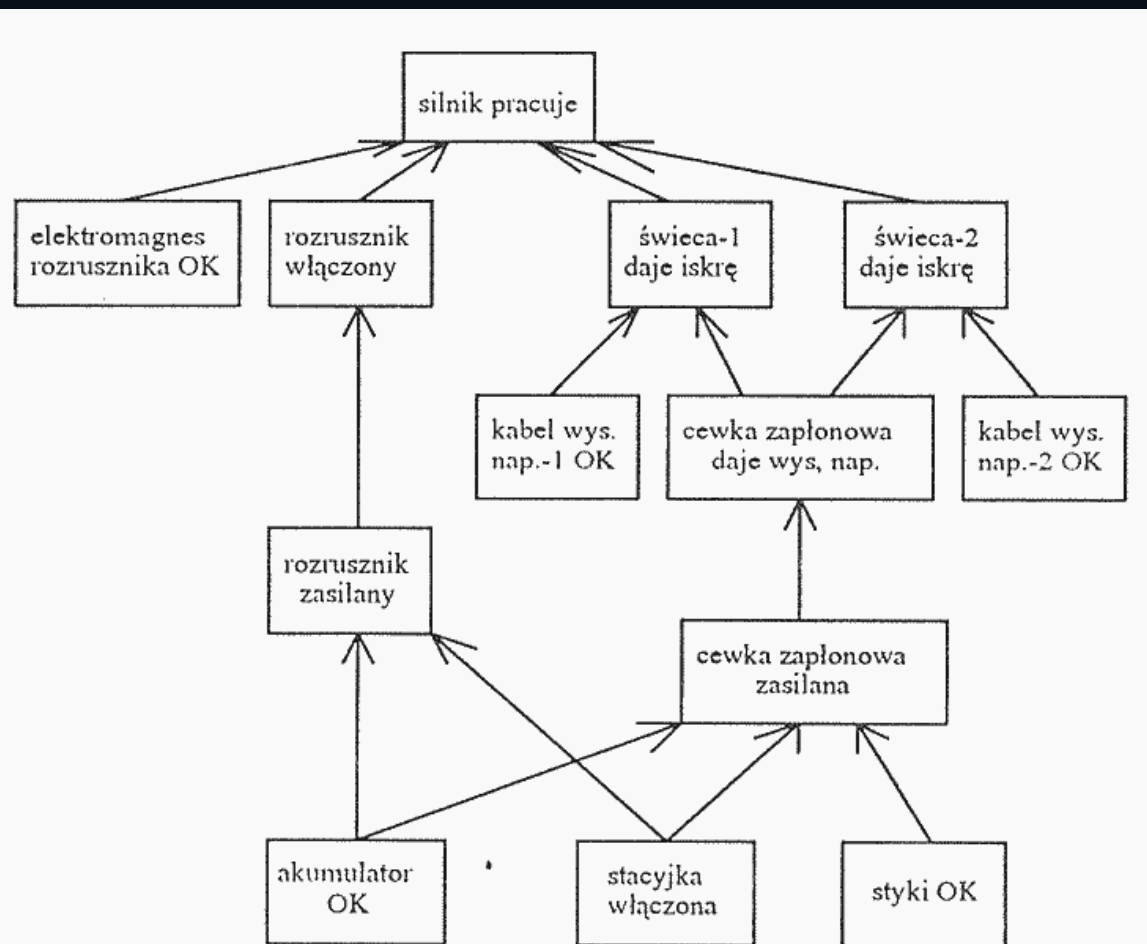 silnik pracuje
elektromagnes
rozrusznika OK
rozrusznik
włączony
świeca-1
daje iskrę
świeca-2
daje iskrę
kabel wys.
nap.-1 OK
cewka zapłonowa
daje wys, nap.
kabel wys.
nap.-2 OK
rozrusznik
zasilany
cewka zapłonowa
zasilana
akumulator
OK
stacyjka
włączona
styki OK